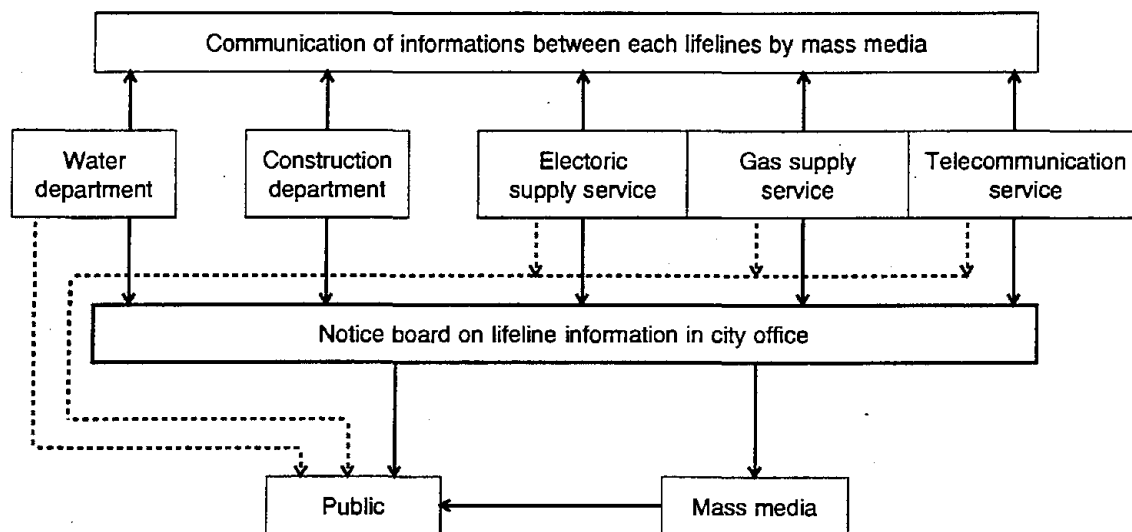 Communication of informations between each lifelines by mass media
Water
department
Construction
department
Electoric
supply service
Gas supply
service
Telecommunication
service
Notice board on lifeline information in city office
Public
Mass media